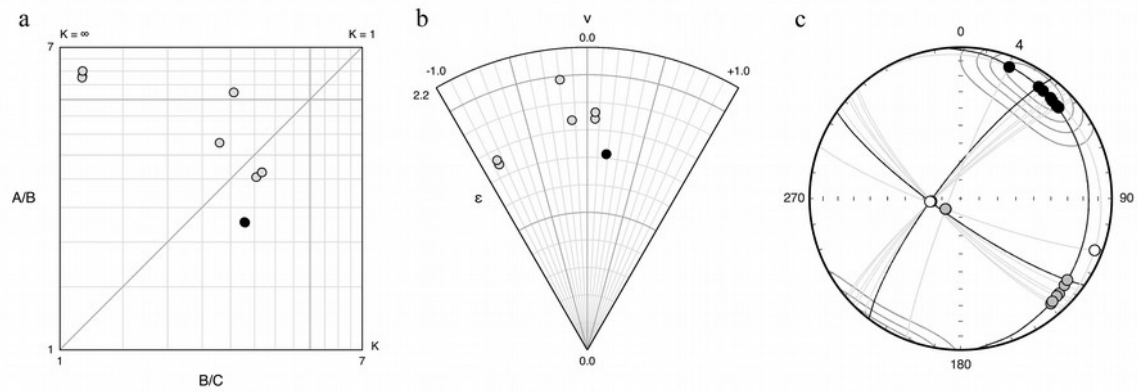 a
K = ∞
K = 1
7
A/B
1
1
7
K
B/C
b
ν
0.0
-1.0
+1.0
2.2
ε
0.0
c
0
4
270
90
180